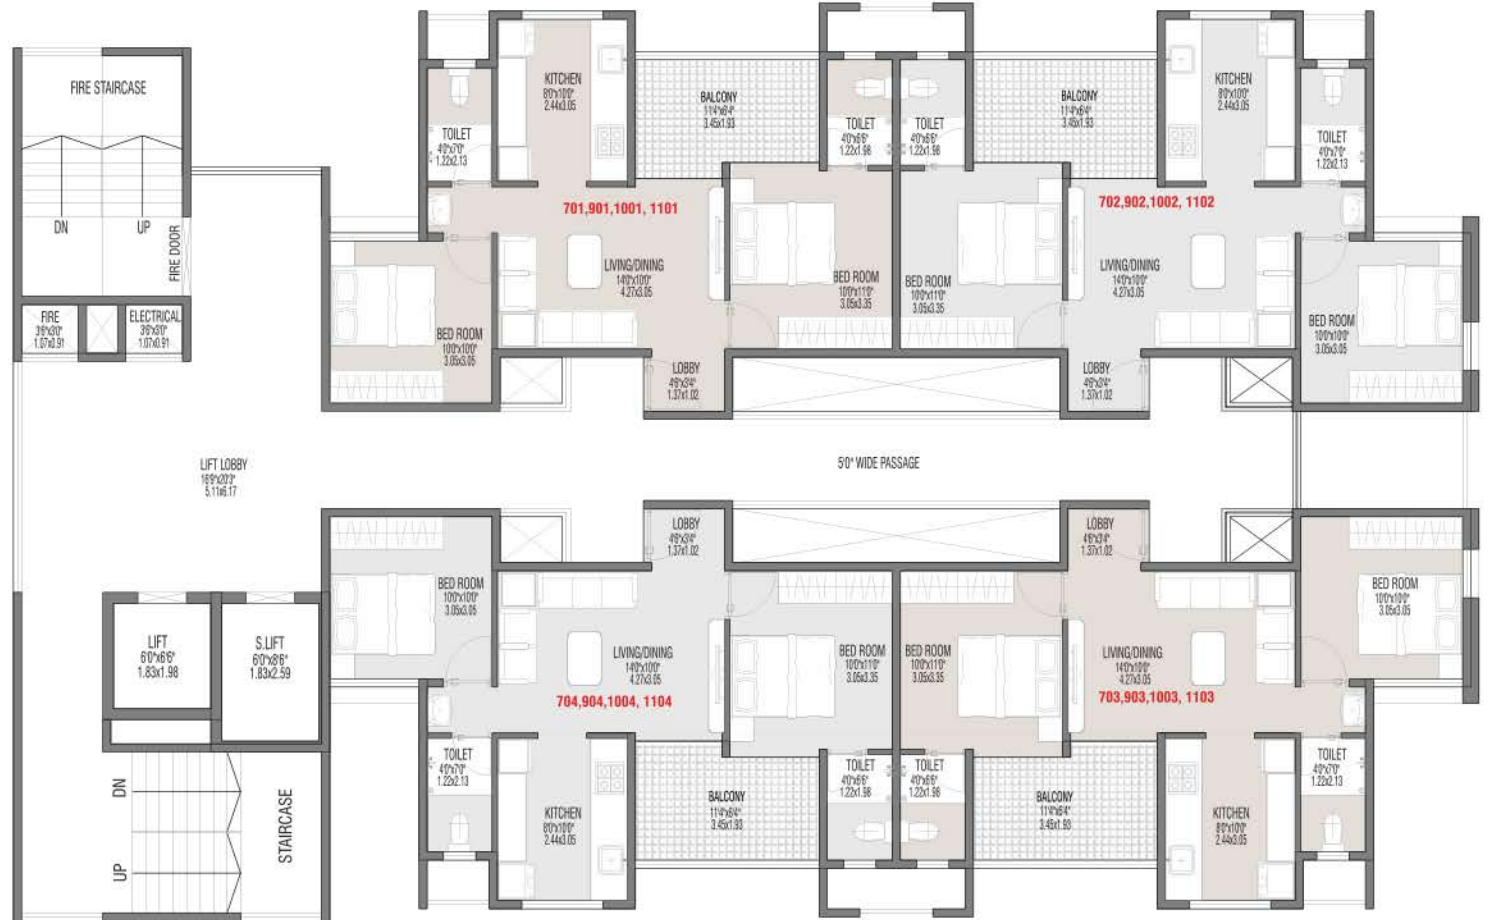 FIRE STAIRCASE
DN
UP
FIRE DOOR
FIRE
3'6"x3'0"
1.07x0.91
ELECTRICAL
3'6"x3'0"
1.07x0.91
TOILET
4'0"x7'0"
1.22x2.13
KITCHEN
8'0"x10'0"
2.44x3.05
BALCONY
11'4"x6'4"
3.45x1.93
TOILET
4'0"x6'6"
1.22x1.98
TOILET
4'0"x6'6"
1.22x1.98
BALCONY
11'4"x6'4"
3.45x1.93
KITCHEN
8'0"x10'0"
2.44x3.05
TOILET
4'0"x7'0"
1.22x2.13
701,901,1001, 1101
LIVING/DINING
14'0"x10'0"
4.27x3.05
BED ROOM
10'0"x11'0"
3.05x3.35
BED ROOM
10'0"x10'0"
3.05x3.05
LOBBY
4'6"x3'4"
1.37x1.02
702,902,1002, 1102
BED ROOM
10'0"x11'0"
3.05x3.35
LIVING/DINING
14'0"x10'0"
4.27x3.05
BED ROOM
10'0"x10'0"
3.05x3.05
LOBBY
4'6"x3'4"
1.37x1.02
LIFT LOBBY
16'9"x20'3"
5.11x6.17
5'0" WIDE PASSAGE
LOBBY
4'6"x3'4"
1.37x1.02
LOBBY
4'6"x3'4"
1.37x1.02
BED ROOM
10'0"x10'0"
3.05x3.05
LIVING/DINING
14'0"x10'0"
4.27x3.05
704,904,1004, 1104
BED ROOM
10'0"x11'0"
3.05x3.35
BED ROOM
10'0"x11'0"
3.05x3.35
LIVING/DINING
14'0"x10'0"
4.27x3.05
703,903,1003, 1103
BED ROOM
10'0"x10'0"
3.05x3.05
LIFT
6'0"x6'6"
1.83x1.98
S.LIFT
6'0"x8'6"
1.83x2.59
DN
UP
STAIRCASE
TOILET
4'0"x7'0"
1.22x2.13
KITCHEN
8'0"x10'0"
2.44x3.05
BALCONY
11'4"x6'4"
3.45x1.93
TOILET
4'0"x6'6"
1.22x1.98
TOILET
4'0"x6'6"
1.22x1.98
BALCONY
11'4"x6'4"
3.45x1.93
KITCHEN
8'0"x10'0"
2.44x3.05
TOILET
4'0"x7'0"
1.22x2.13